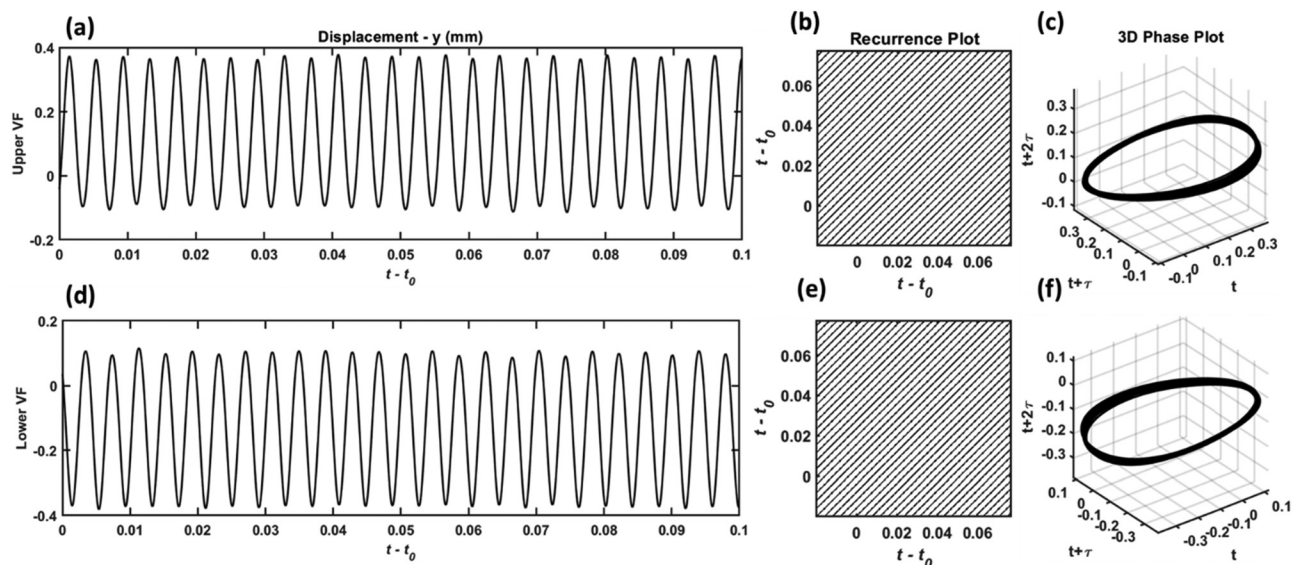 (a)
Displacement - y (mm)
Upper VF
0.4
0.2
0
-0.2
0 0.01 0.02 0.03 0.04 0.05 0.06 0.07 0.08 0.09 0.1
t - t0
(b)
Recurrence Plot
t - t0
0.06
0.04
0.02
0
0 0.02 0.04 0.06
t - t0
(c)
3D Phase Plot
t+2τ
0.3
0.2
0.1
0
-0.1
0.3
0.2
0.1
0
-0.1
t+τ
-0.1 0 0.1 0.2 0.3
t
(d)
Lower VF
0.2
0
-0.2
-0.4
0 0.01 0.02 0.03 0.04 0.05 0.06 0.07 0.08 0.09 0.1
t - t0
(e)
t - t0
0.06
0.04
0.02
0
0 0.02 0.04 0.06
t - t0
(f)
t+2τ
0.1
0
-0.1
-0.2
-0.3
0.1
0
-0.1
-0.2
-0.3
t+τ
-0.3 -0.2 -0.1 0 0.1
t